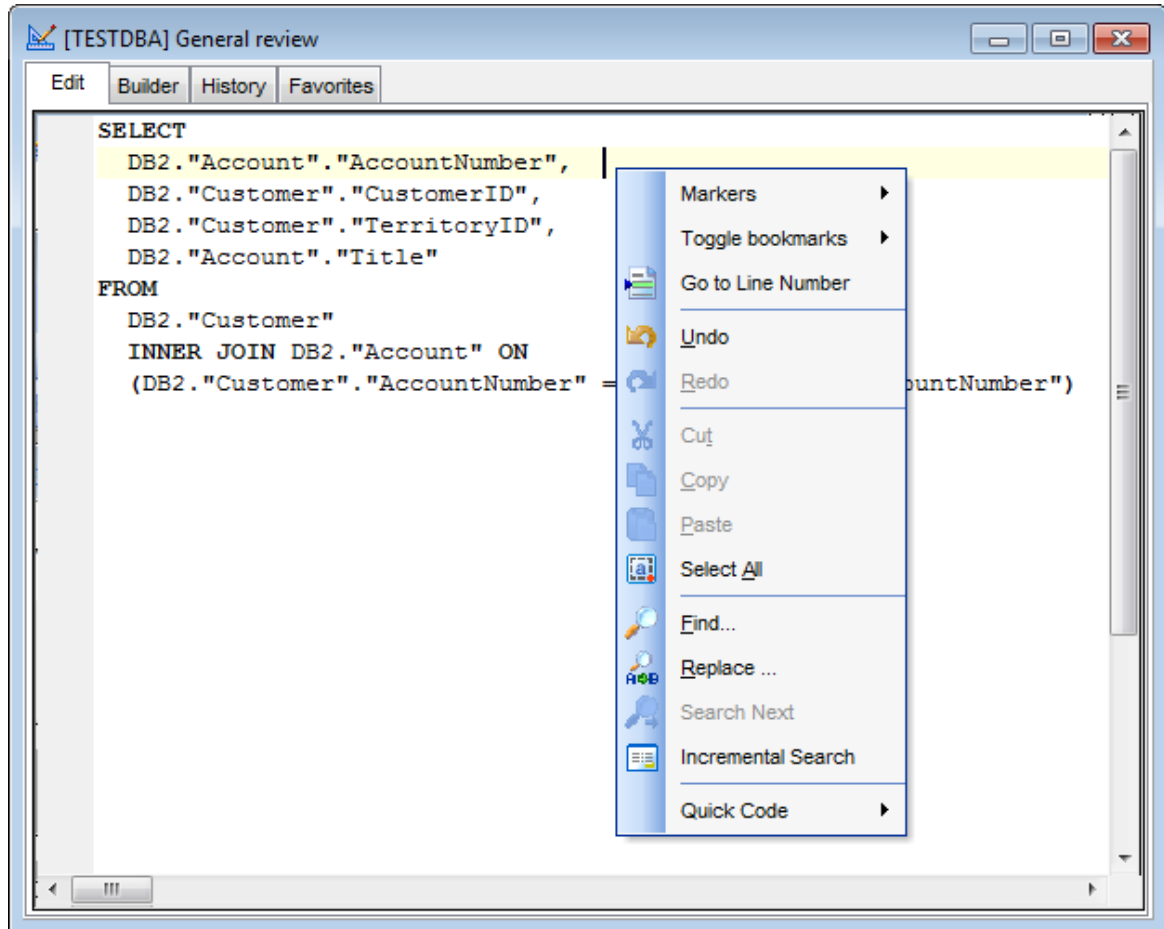 [TESTDBA] General review
Edit Builder History Favorites
SELECT
DB2."Account"."AccountNumber",
DB2."Customer"."CustomerID",
DB2."Customer"."TerritoryID",
DB2."Account"."Title"
FROM
DB2."Customer"
INNER JOIN DB2."Account" ON
(DB2."Customer"."AccountNumber" = ountNumber")
Markers
Toggle bookmarks
Go to Line Number
Undo
Redo
Cut
Copy
Paste
Select All
Find...
Replace ...
Search Next
Incremental Search
Quick Code